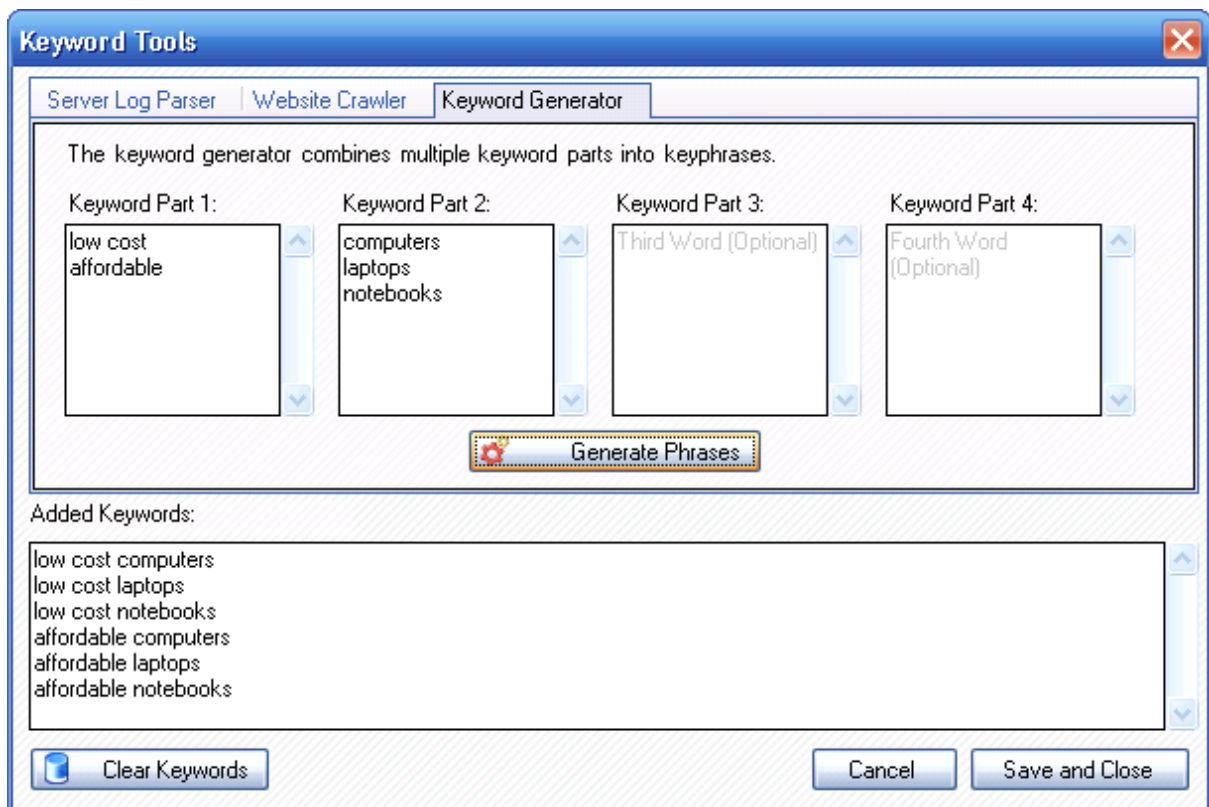 Keyword Tools
Server Log Parser
Website Crawler
Keyword Generator
The keyword generator combines multiple keyword parts into keyphrases.
Keyword Part 1:
Keyword Part 2:
Keyword Part 3:
Keyword Part 4:
low cost
affordable
computers
laptops
notebooks
Third Word (Optional)
Fourth Word
(Optional)
Generate Phrases
Added Keywords:
low cost computers
low cost laptops
low cost notebooks
affordable computers
affordable laptops
affordable notebooks
Clear Keywords
Cancel
Save and Close